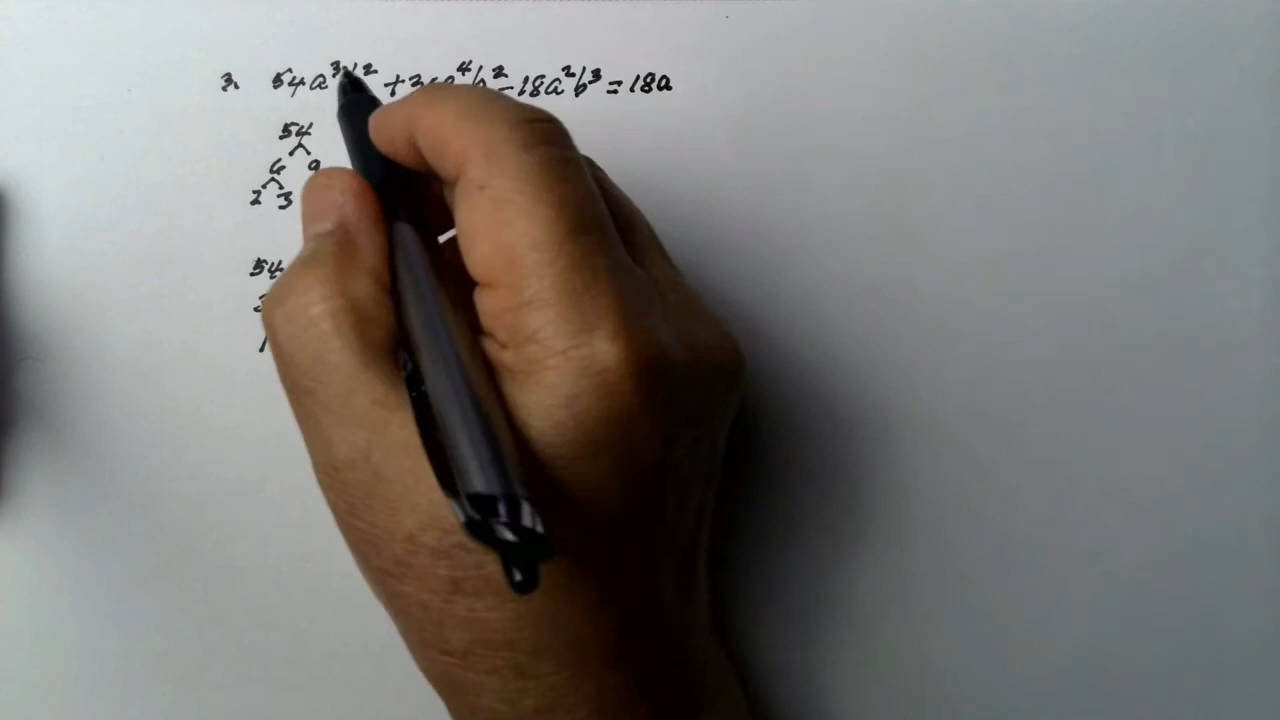 3. 54a³b² + 36a⁴b² - 18a²b³ = 18a
54
6 9
2 3
54